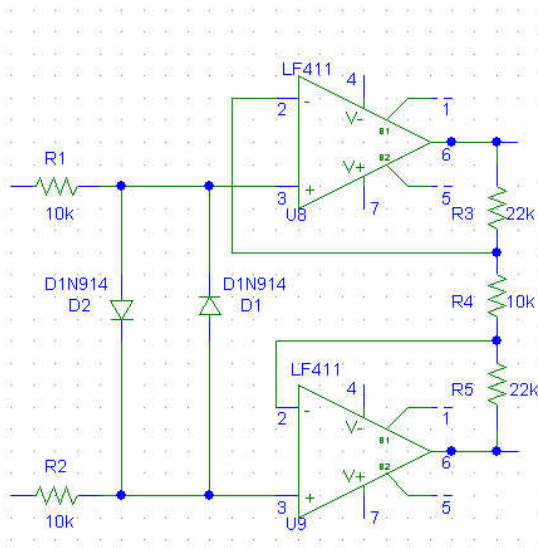 LF411
4
2
-
V-
B1
1
R1
V+
B2
6
3
+
5
10k
U8
7
R3
22k
D1N914
D2
D1N914
D1
R4
10k
LF411
4
R5
22k
2
-
1
V-
B1
R2
V+
B2
6
3
+
5
10k
U9
7